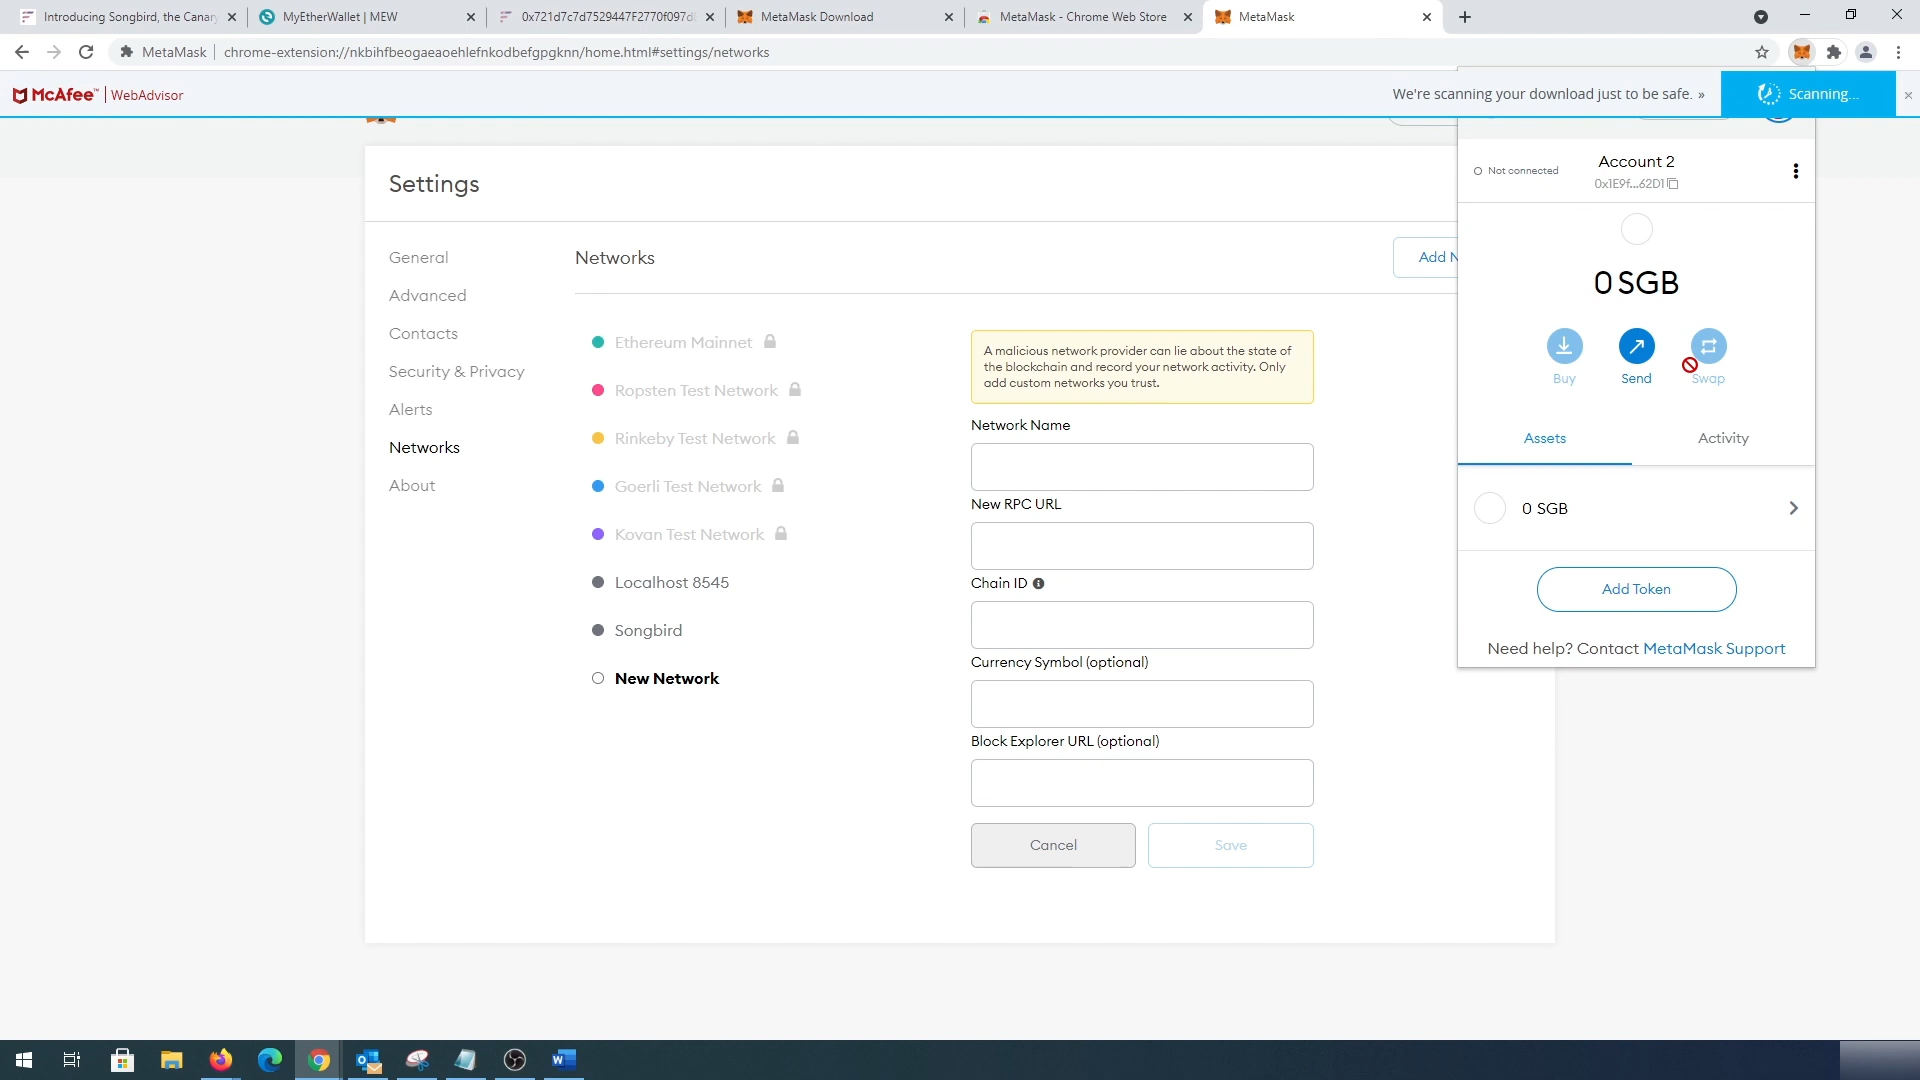 Introducing Songbird, the Canary
MyEtherWallet | MEW
0x721d7c7d7529447F2770f097d
MetaMask Download
MetaMask - Chrome Web Store
MetaMask
MetaMask
chrome-extension://nkbihfbeogaeaoehlefnkodbefgpgknn/home.html#settings/networks
McAfee™ | WebAdvisor
We're scanning your download just to be safe. »
Scanning...
Settings
General
Advanced
Contacts
Security & Privacy
Alerts
Networks
About
Networks
Add N
Ethereum Mainnet
Ropsten Test Network
Rinkeby Test Network
Goerli Test Network
Kovan Test Network
Localhost 8545
Songbird
New Network
A malicious network provider can lie about the state of
the blockchain and record your network activity. Only
add custom networks you trust.
Network Name
New RPC URL
Chain ID
Currency Symbol (optional)
Block Explorer URL (optional)
Cancel
Save
Not connected
Account 2
0x1E9f...62D1
0 SGB
Buy
Send
Swap
Assets
Activity
0 SGB
Add Token
Need help? Contact MetaMask Support